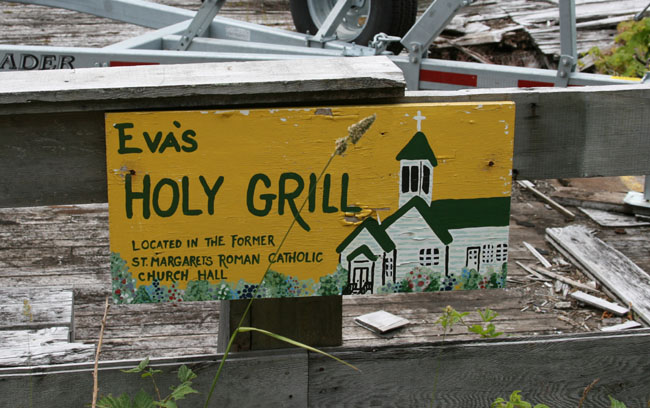 ADER
EVA'S
HOLY GRILL
LOCATED IN THE FORMER
ST. MARGARETS ROMAN CATHOLIC
CHURCH HALL